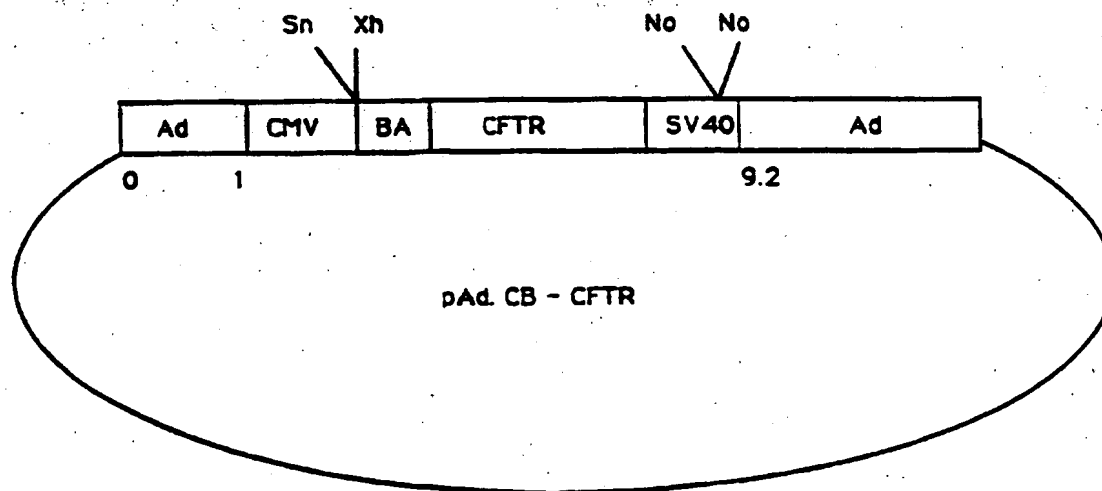 Sn Xh No No
Ad CMV BA CFTR SV40 Ad
0 1 9.2
pAd. CB - CFTR